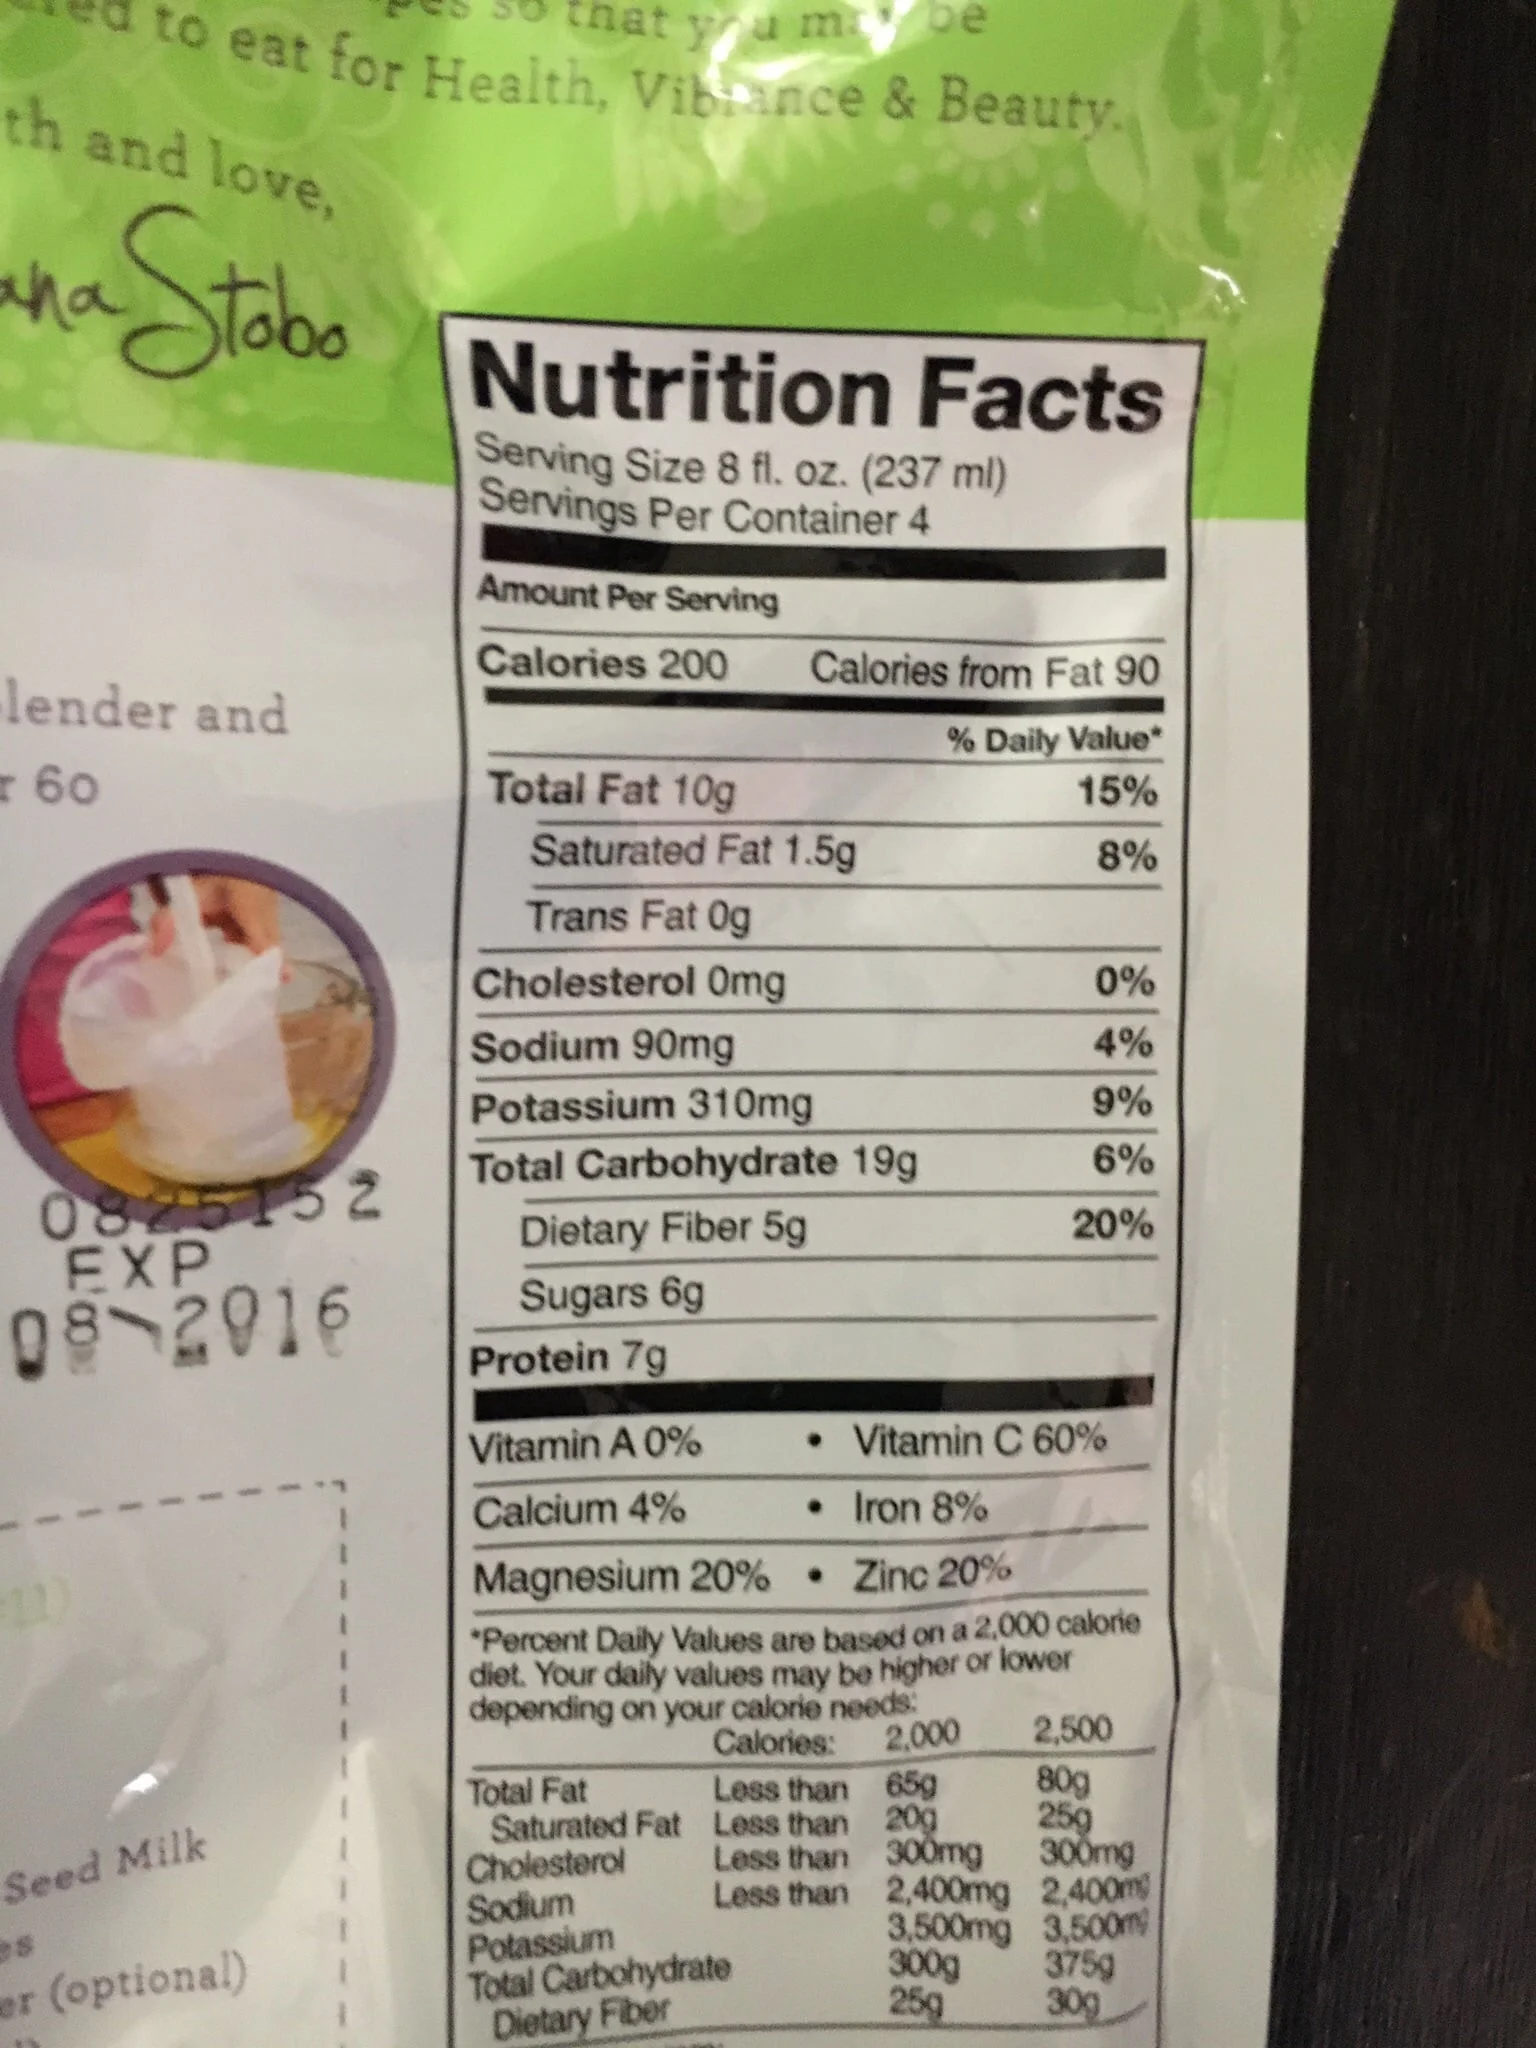 to eat for Health, Vibrance & Beauty.
so that you may be
th and love,
Stobo
Nutrition Facts
Serving Size 8 fl. oz. (237 ml)
Servings Per Container 4
Amount Per Serving
Calories 200 Calories from Fat 90
% Daily Value*
Total Fat 10g 15%
Saturated Fat 1.5g 8%
Trans Fat 0g
Cholesterol 0mg 0%
Sodium 90mg 4%
Potassium 310mg 9%
Total Carbohydrate 19g 6%
Dietary Fiber 5g 20%
Sugars 6g
Protein 7g
Vitamin A 0% • Vitamin C 60%
Calcium 4% • Iron 8%
Magnesium 20% • Zinc 20%
*Percent Daily Values are based on a 2,000 calorie
diet. Your daily values may be higher or lower
depending on your calorie needs:
Calories: 2,000 2,500
Total Fat Less than 65g 80g
Saturated Fat Less than 20g 25g
Cholesterol Less than 300mg 300mg
Sodium Less than 2,400mg 2,400mg
Potassium 3,500mg 3,500mg
Total Carbohydrate 300g 375g
Dietary Fiber 25g 30g
lender and
60
0825152
EXP
08-2016
Seed Milk
(optional)